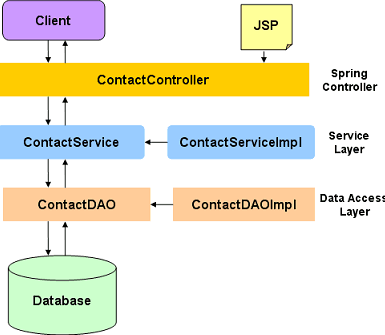 Client
JSP
ContactController
Spring
Controller
ContactService
ContactServiceImpl
Service
Layer
ContactDAO
ContactDAOImpl
Data Access
Layer
Database